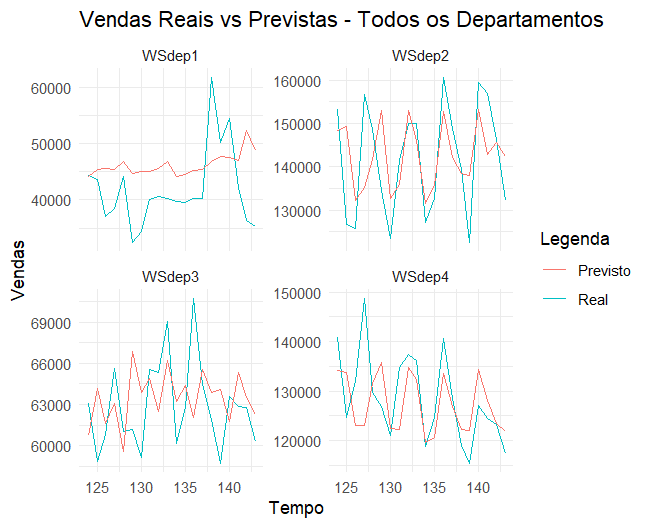 Vendas Reais vs Previstas - Todos os Departamentos
WSdep1
WSdep2
60000
50000
40000
160000
150000
140000
130000
Vendas
WSdep3
WSdep4
69000
66000
63000
60000
150000
140000
130000
120000
125
130
135
140
125
130
135
140
Tempo
Legenda
Previsto
Real